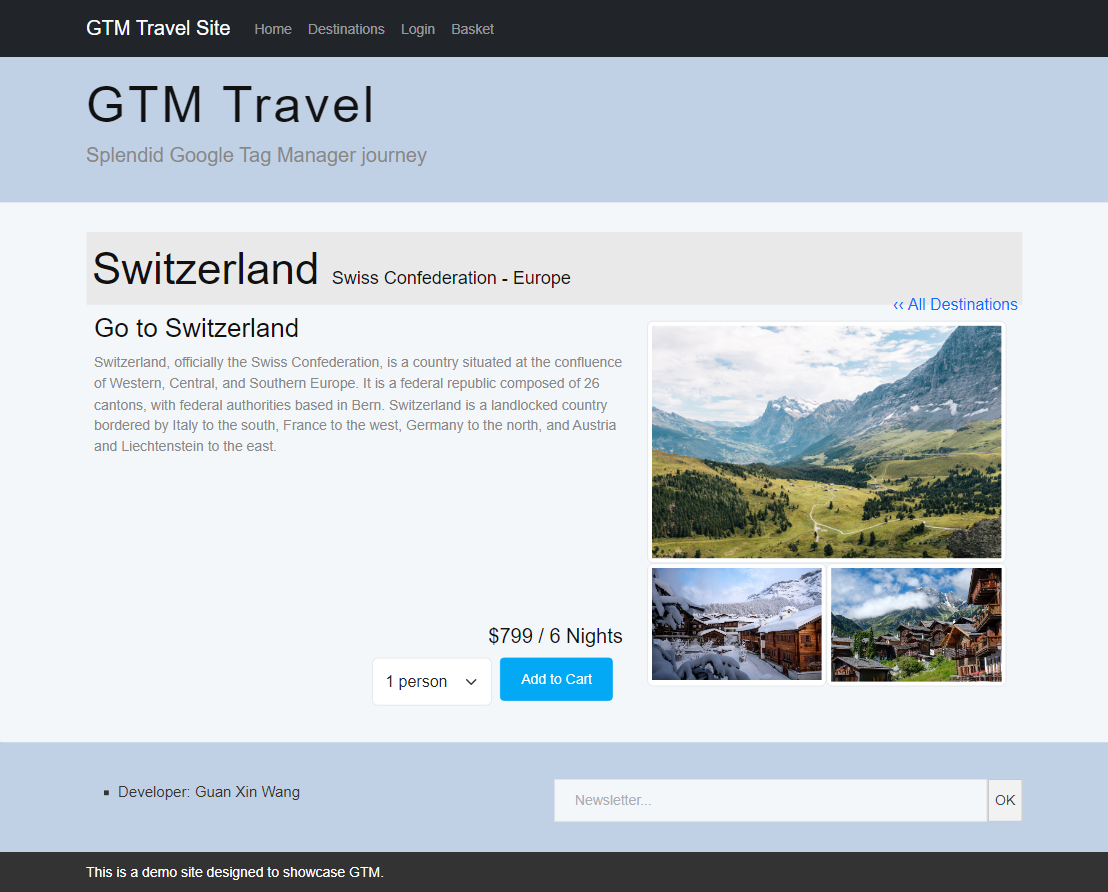 GTM Travel Site Home Destinations Login Basket
GTM Travel
Splendid Google Tag Manager journey
Switzerland Swiss Confederation - Europe
‹‹ All Destinations
Go to Switzerland
Switzerland, officially the Swiss Confederation, is a country situated at the confluence
of Western, Central, and Southern Europe. It is a federal republic composed of 26
cantons, with federal authorities based in Bern. Switzerland is a landlocked country
bordered by Italy to the south, France to the west, Germany to the north, and Austria
and Liechtenstein to the east.
$799 / 6 Nights
1 person Add to Cart
Developer: Guan Xin Wang
Newsletter... OK
This is a demo site designed to showcase GTM.